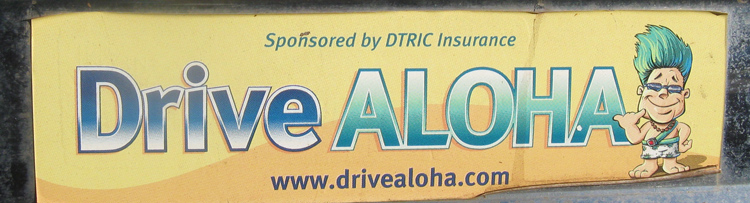 Sponsored by DTRIC Insurance
Drive ALOHA
www.drivealoha.com